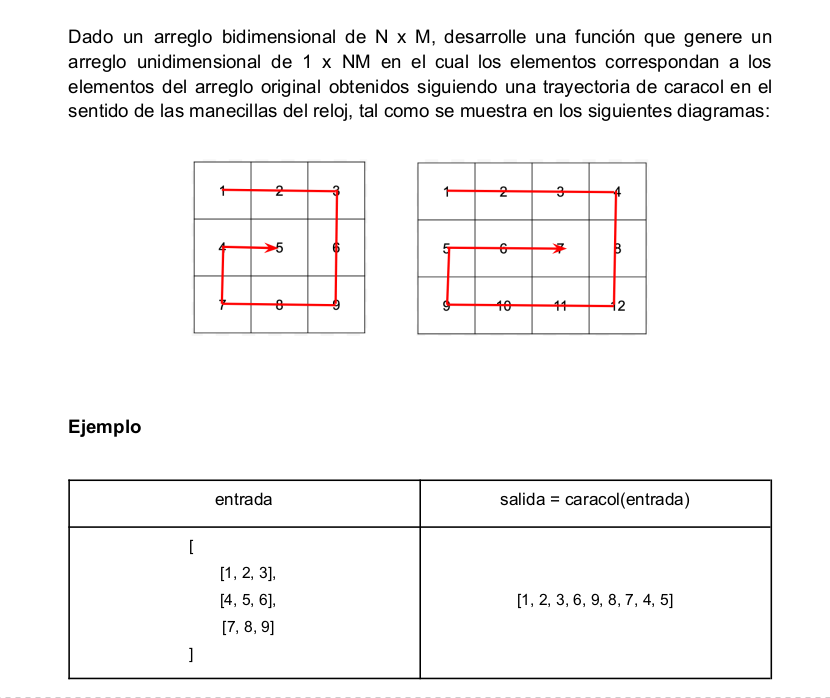 Dado un arreglo bidimensional de N x M, desarrolle una función que genere un
arreglo unidimensional de 1 x NM en el cual los elementos correspondan a los
elementos del arreglo original obtenidos siguiendo una trayectoria de caracol en el
sentido de las manecillas del reloj, tal como se muestra en los siguientes diagramas:
1 2 3
4 5 6
7 8 9
1 2 3 4
5 6 7 8
9 10 11 12
Ejemplo
entrada
salida = caracol(entrada)
[
[1, 2, 3],
[4, 5, 6],
[7, 8, 9]
]
[1, 2, 3, 6, 9, 8, 7, 4, 5]